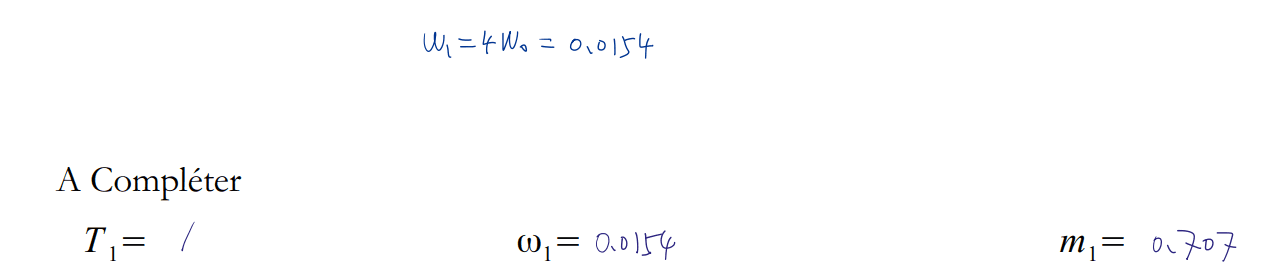 W₁=4W₀ = 0.0154
A Compléter
T₁= / ω₁= 0.0154 m₁= 0.707